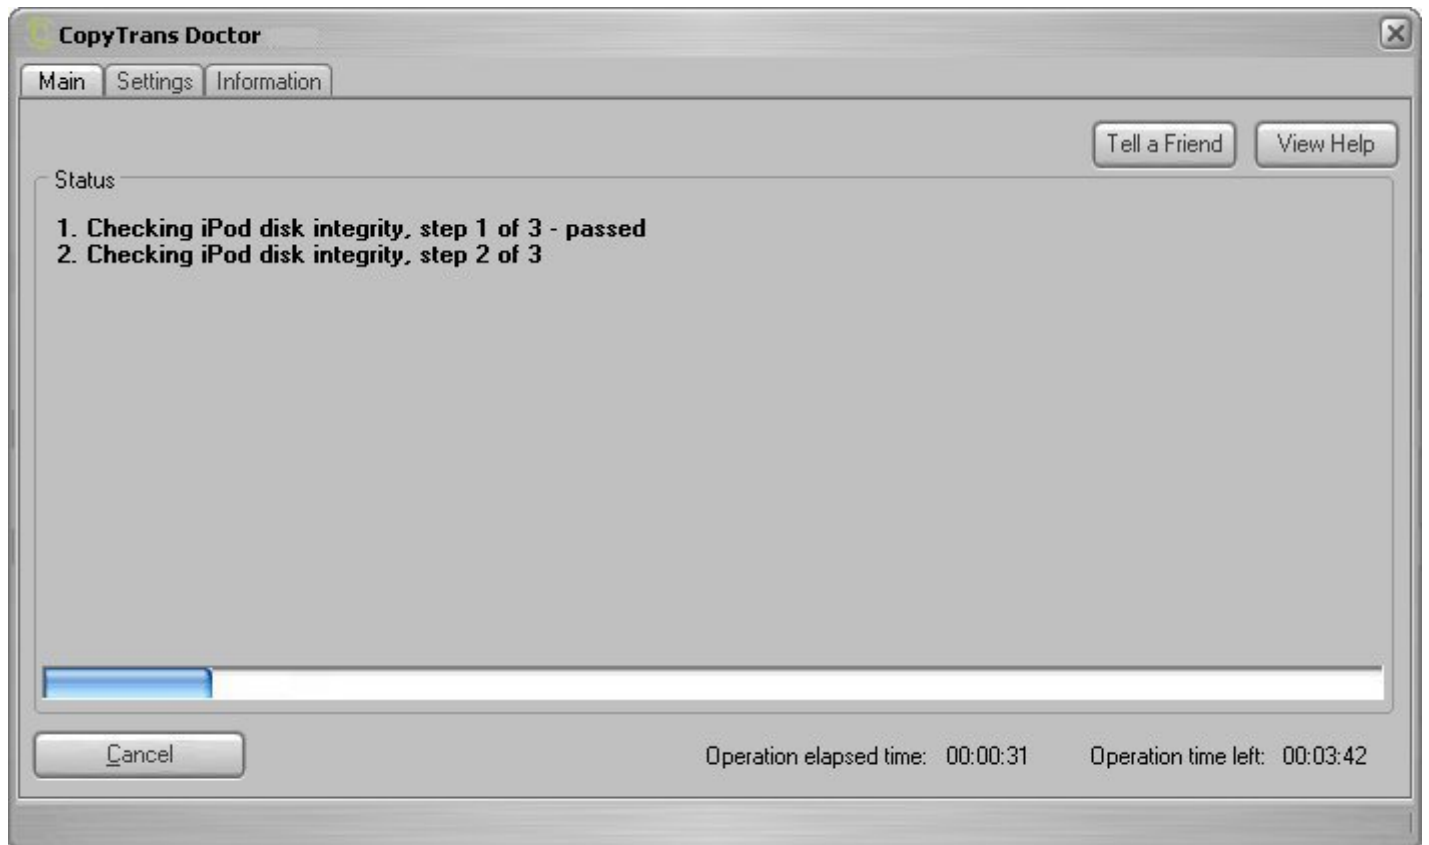 CopyTrans Doctor
Main Settings Information
Tell a Friend View Help
Status
1. Checking iPod disk integrity, step 1 of 3 - passed
2. Checking iPod disk integrity, step 2 of 3
Cancel Operation elapsed time: 00:00:31 Operation time left: 00:03:42